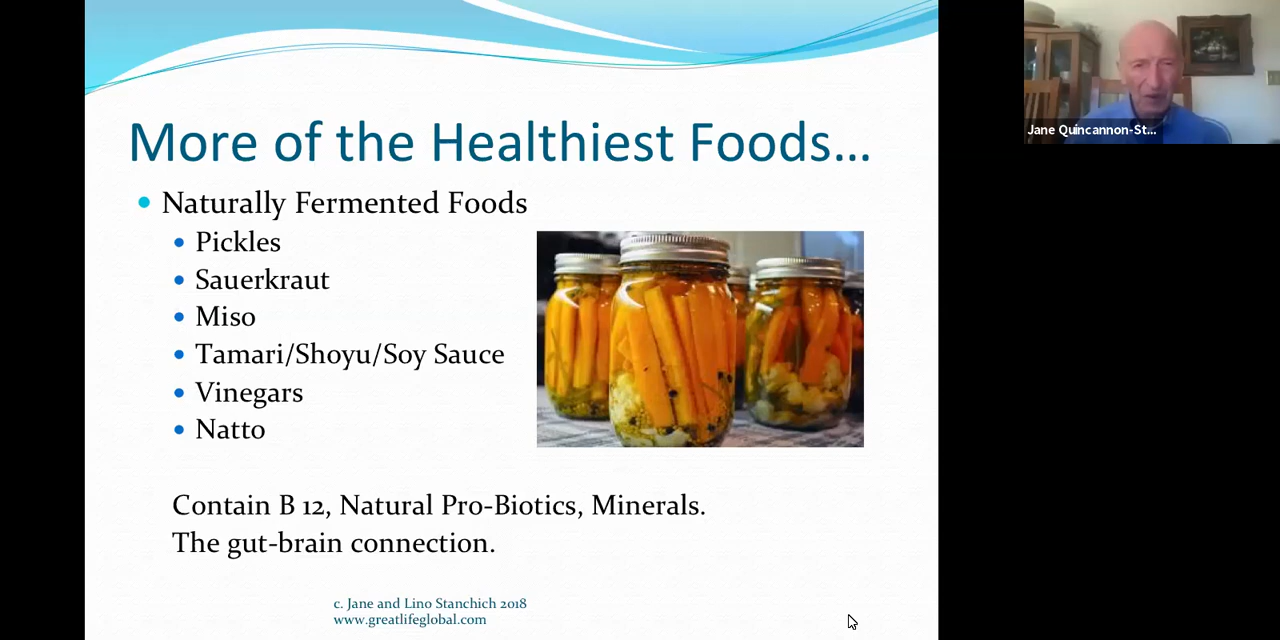 More of the Healthiest Foods...
Naturally Fermented Foods
Pickles
Sauerkraut
Miso
Tamari/Shoyu/Soy Sauce
Vinegars
Natto
Contain B 12, Natural Pro-Biotics, Minerals.
The gut-brain connection.
c. Jane and Lino Stanchich 2018
www.greatlifeglobal.com
Jane Quincannon-St...